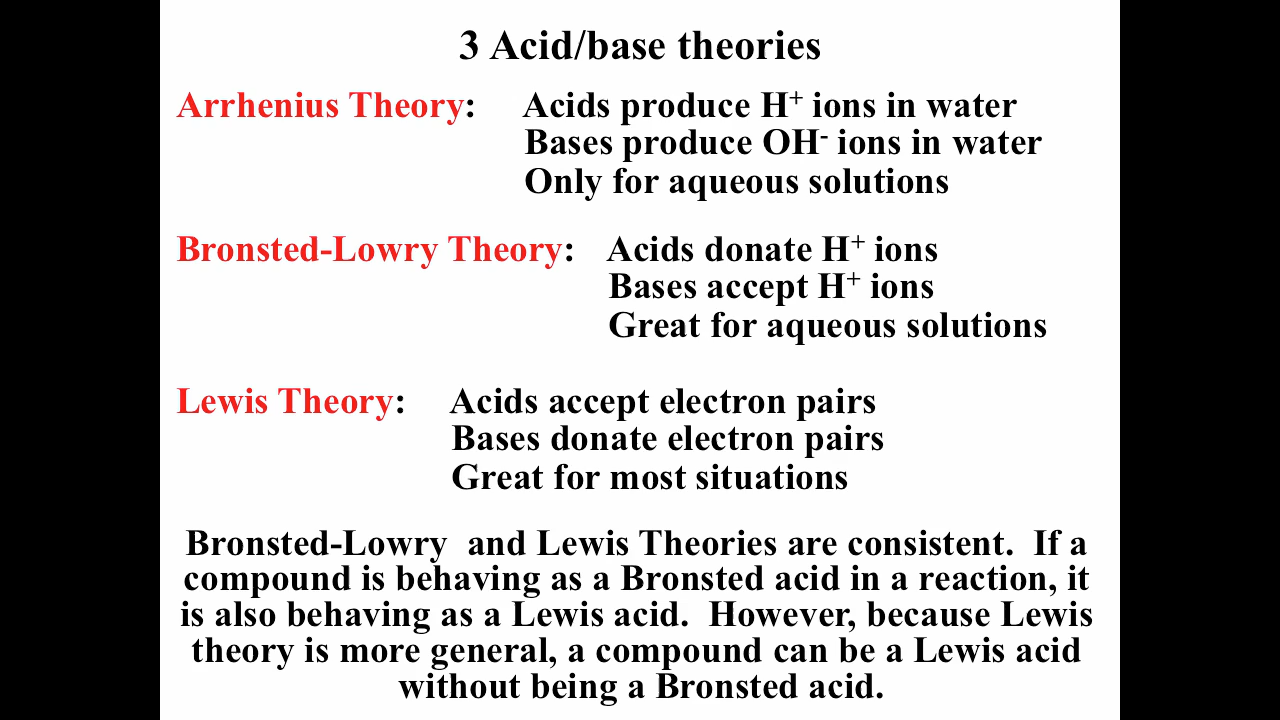 3 Acid/base theories
Arrhenius Theory: Acids produce H⁺ ions in water
Bases produce OH⁻ ions in water
Only for aqueous solutions
Bronsted-Lowry Theory: Acids donate H⁺ ions
Bases accept H⁺ ions
Great for aqueous solutions
Lewis Theory: Acids accept electron pairs
Bases donate electron pairs
Great for most situations
Bronsted-Lowry and Lewis Theories are consistent. If a
compound is behaving as a Bronsted acid in a reaction, it
is also behaving as a Lewis acid. However, because Lewis
theory is more general, a compound can be a Lewis acid
without being a Bronsted acid.